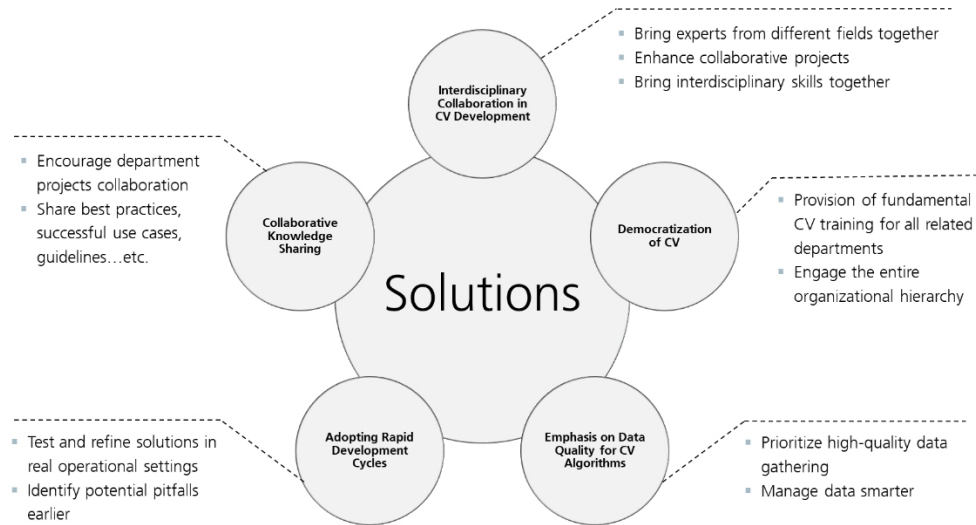 Interdisciplinary
Collaboration in
CV Development
▪ Bring experts from different fields together
▪ Enhance collaborative projects
▪ Bring interdisciplinary skills together
▪ Encourage department
projects collaboration
▪ Share best practices,
successful use cases,
guidelines…etc.
Collaborative
Knowledge
Sharing
Democratization
of CV
▪ Provision of fundamental
CV training for all related
departments
▪ Engage the entire
organizational hierarchy
Solutions
▪ Test and refine solutions in
real operational settings
▪ Identify potential pitfalls
earlier
Adopting Rapid
Development
Cycles
Emphasis on Data
Quality for CV
Algorithms
▪ Prioritize high-quality data
gathering
▪ Manage data smarter